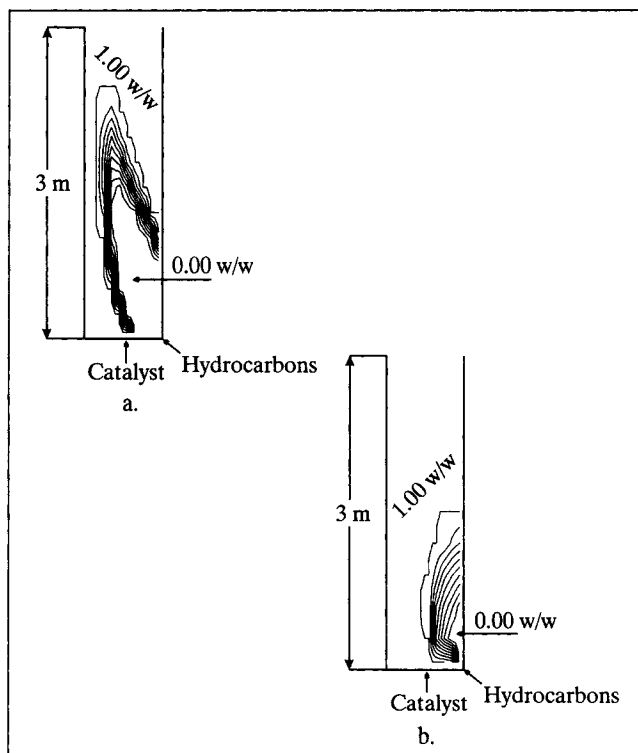 1.00 w/w
3 m
0.00 w/w
Catalyst
Hydrocarbons
a.
1.00 w/w
3 m
0.00 w/w
Catalyst
Hydrocarbons
b.